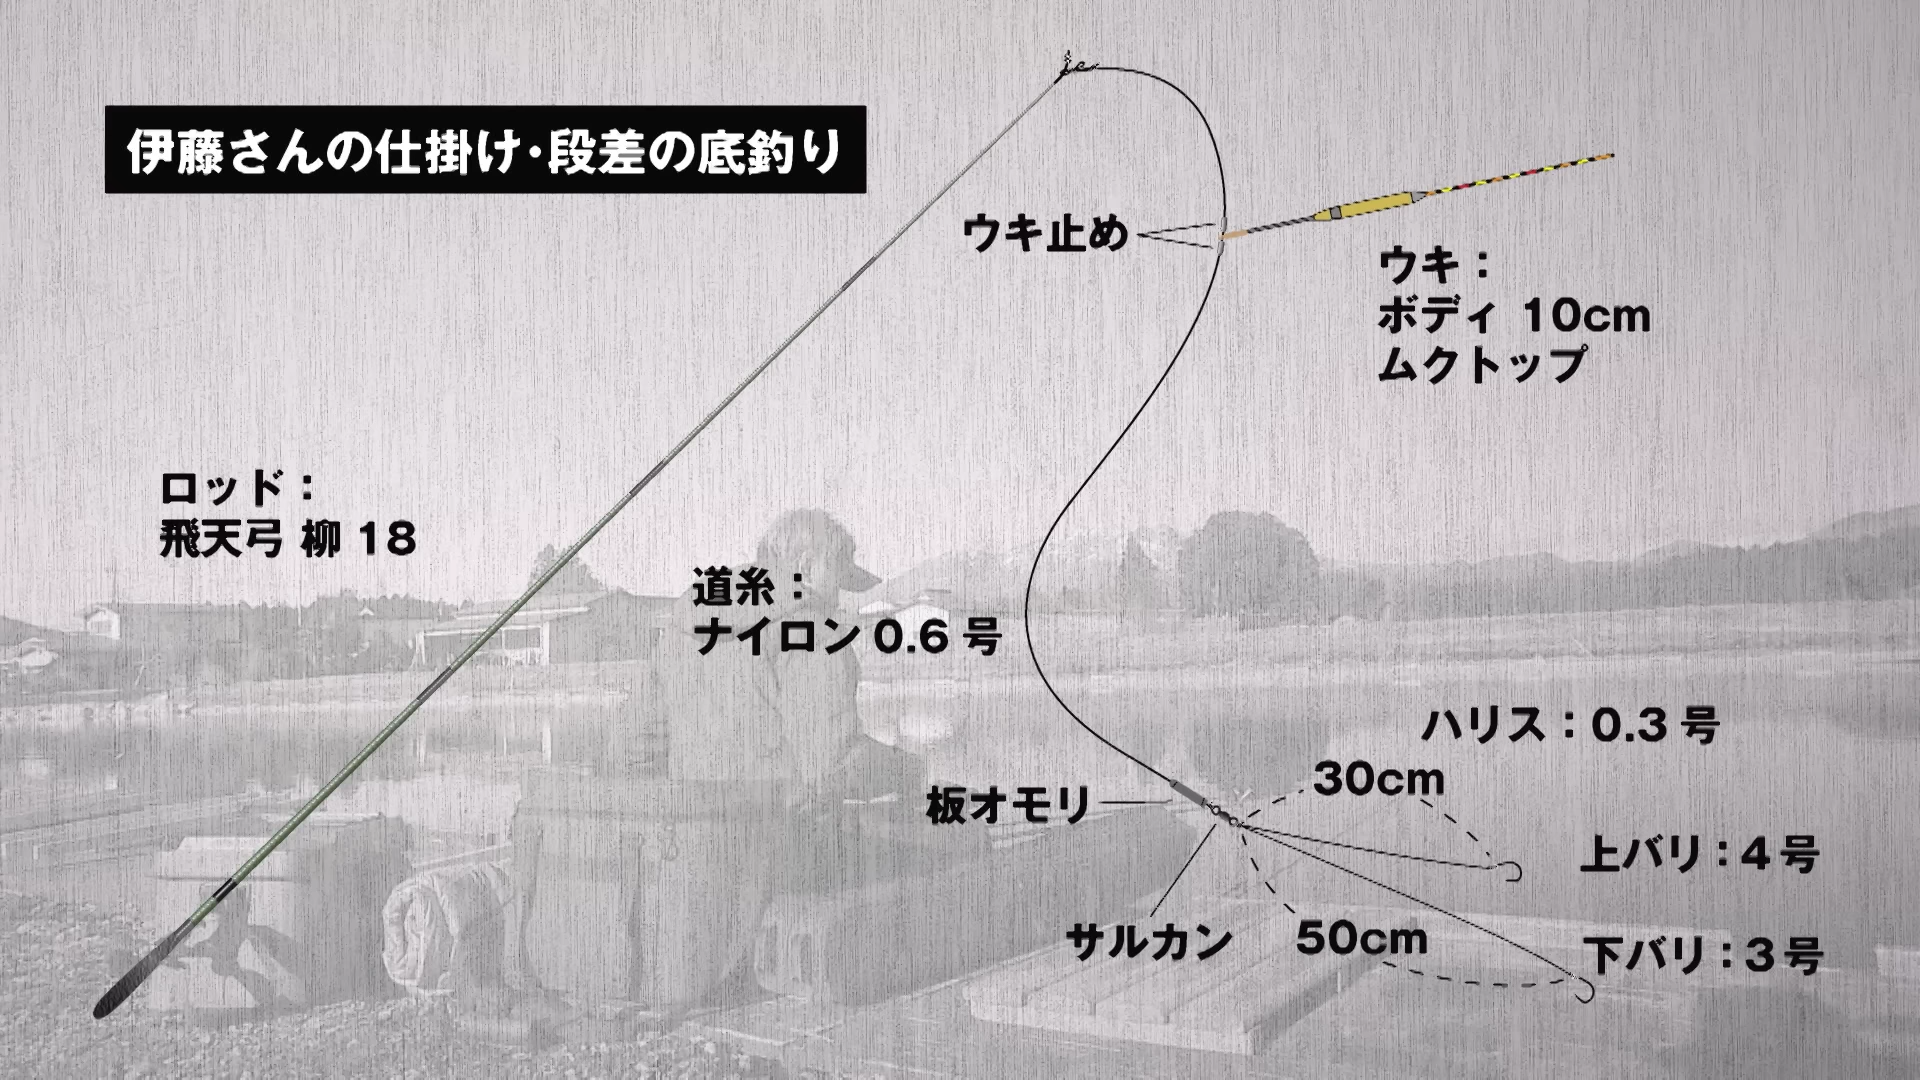 伊藤さんの仕掛け・段差の底釣り
ウキ止め
ウキ：
ボディ 10cm
ムクトップ
ロッド：
飛天弓 柳 18
道糸：
ナイロン 0.6 号
ハリス：0.3 号
30cm
板オモリ
上バリ：4 号
サルカン
50cm
下バリ：3 号